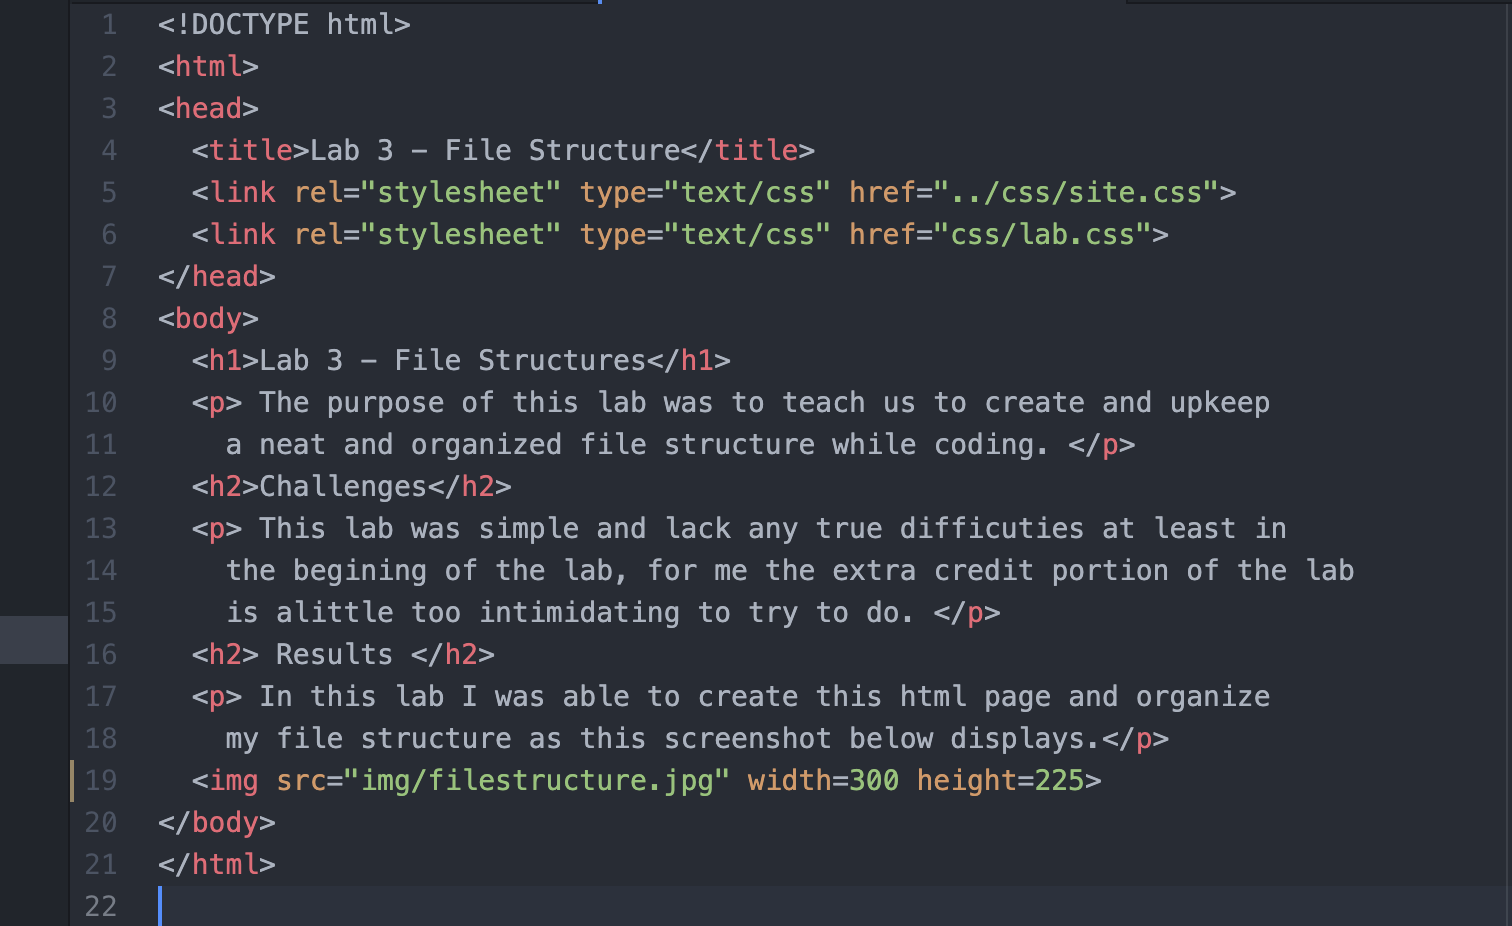 1 <!DOCTYPE html>
2 <html>
3 <head>
4 <title>Lab 3 – File Structure</title>
5 <link rel="stylesheet" type="text/css" href="../css/site.css">
6 <link rel="stylesheet" type="text/css" href="css/lab.css">
7 </head>
8 <body>
9 <h1>Lab 3 – File Structures</h1>
10 <p> The purpose of this lab was to teach us to create and upkeep
11 a neat and organized file structure while coding. </p>
12 <h2>Challenges</h2>
13 <p> This lab was simple and lack any true difficuties at least in
14 the begining of the lab, for me the extra credit portion of the lab
15 is alittle too intimidating to try to do. </p>
16 <h2> Results </h2>
17 <p> In this lab I was able to create this html page and organize
18 my file structure as this screenshot below displays.</p>
19 <img src="img/filestructure.jpg" width=300 height=225>
20 </body>
21 </html>
22